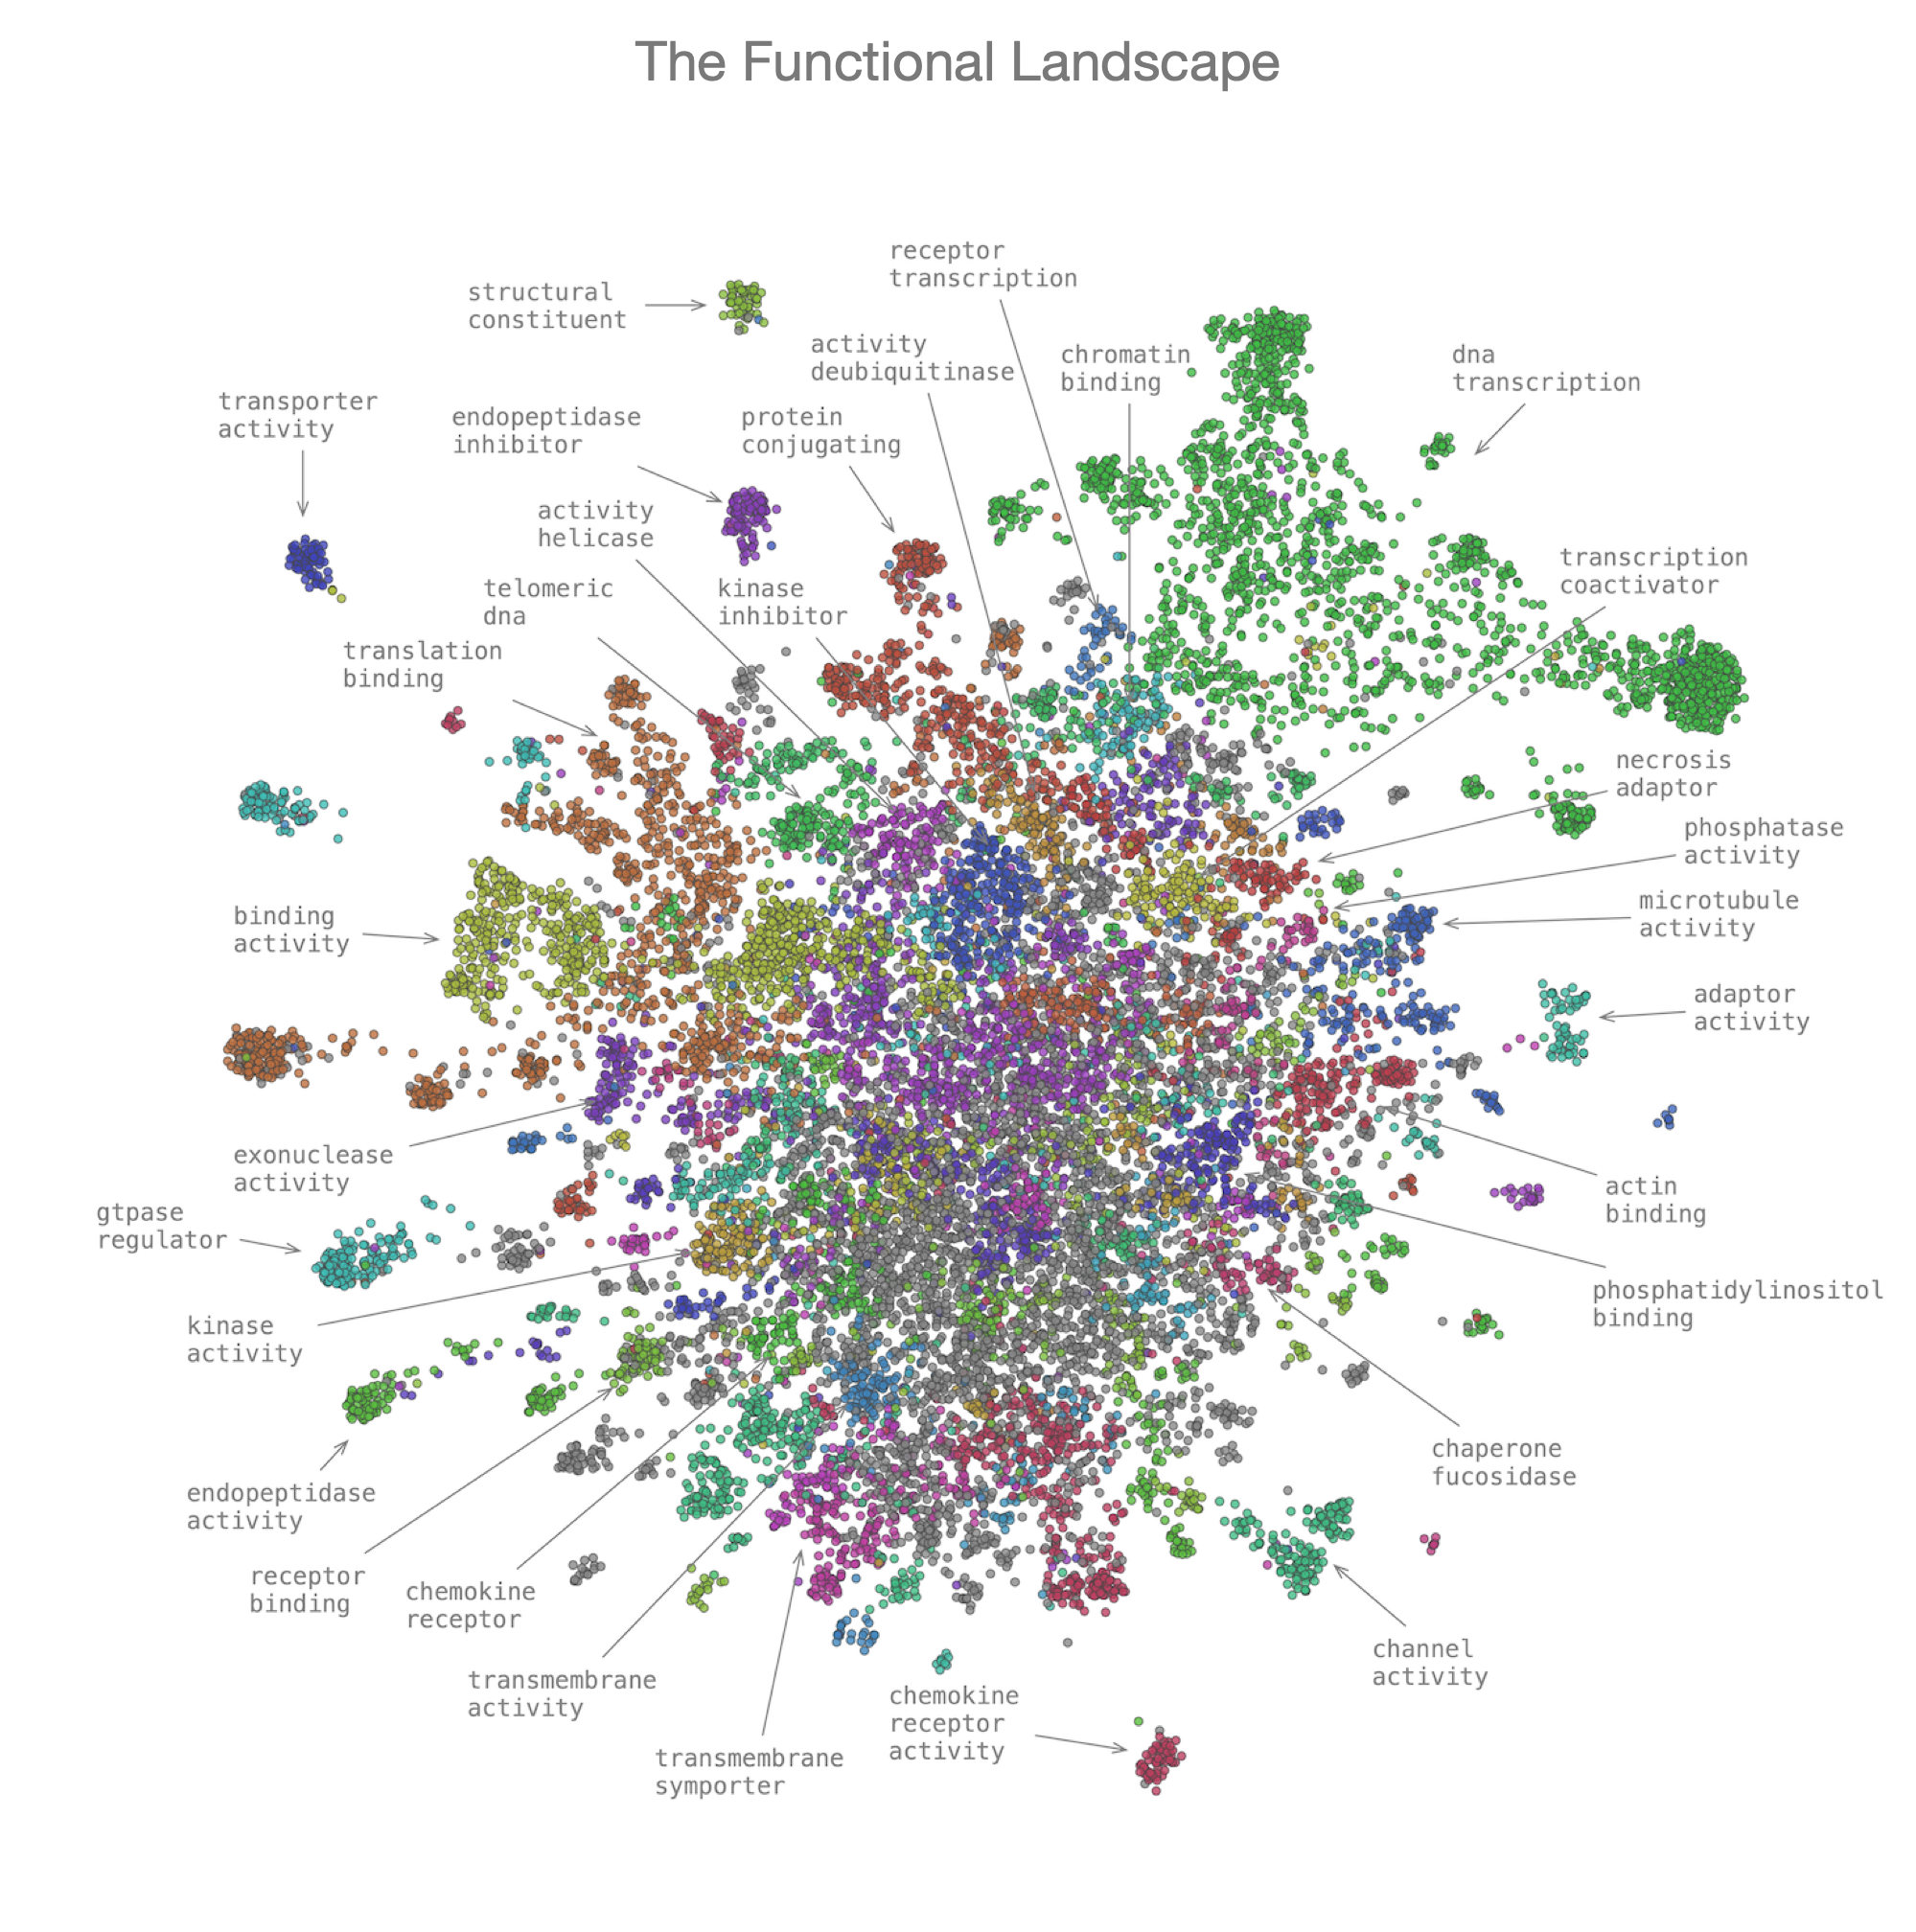 The Functional Landscape
receptor
transcription
structural
constituent
activity
deubiquitinase
chromatin
binding
dna
transcription
transporter
activity
endopeptidase
inhibitor
protein
conjugating
activity
helicase
transcription
coactivator
telomeric
dna
kinase
inhibitor
translation
binding
necrosis
adaptor
phosphatase
activity
microtubule
activity
binding
activity
adaptor
activity
exonuclease
activity
actin
binding
gtpase
regulator
phosphatidylinositol
binding
kinase
activity
chaperone
fucosidase
endopeptidase
activity
receptor
binding
chemokine
receptor
channel
activity
transmembrane
activity
chemokine
receptor
activity
transmembrane
symporter